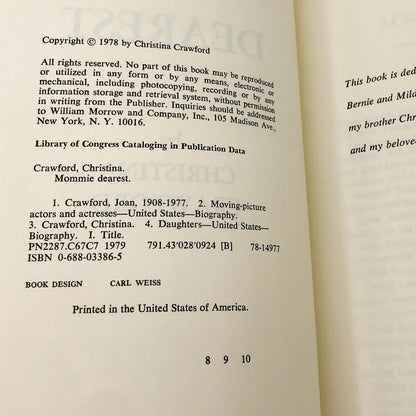 Copyright © 1978 by Christina Crawford
All rights reserved. No part of this book may be reproduced
or utilized in any form or by any means, electronic or
mechanical, including photocopying, recording or by any
information storage and retrieval system, without permission
in writing from the Publisher. Inquiries should be addressed
to William Morrow and Company, Inc., 105 Madison Ave.,
New York, N. Y. 10016.
Library of Congress Cataloging in Publication Data
Crawford, Christina.
Mommie dearest.
1. Crawford, Joan, 1908-1977. 2. Moving-picture
actors and actresses—United States—Biography.
3. Crawford, Christina. 4. Daughters—United States—
Biography. I. Title.
PN2287.C67C7 1979 791.43'028'0924 [B] 78-14977
ISBN 0-688-03386-5
BOOK DESIGN CARL WEISS
Printed in the United States of America.
8 9 10
This book is ded
Bernie and Mild
my brother Chr
and my belove